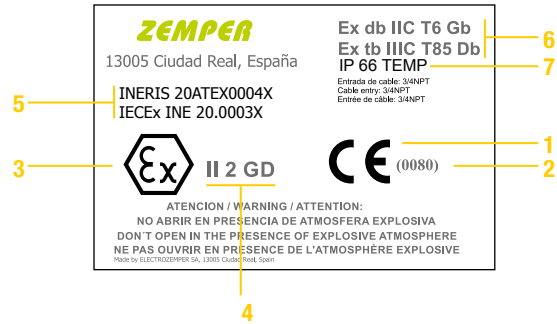 ZEMPER
13005 Ciudad Real, España
Ex db IIC T6 Gb
Ex tb IIIC T85 Db
IP 66 TEMP
Entrada de cable: 3/4NPT
Cable entry: 3/4NPT
Entrée de câble: 3/4NPT
6
7
5
INERIS 20ATEX0004X
IECEx INE 20.0003X
3
Ex
II 2 GD
CE
(0080)
1
2
ATENCION / WARNING / ATTENTION:
NO ABRIR EN PRESENCIA DE ATMOSFERA EXPLOSIVA
DON´T OPEN IN THE PRESENCE OF EXPLOSIVE ATMOSPHERE
NE PAS OUVRIR EN PRESENCE DE L'ATMOSPHÈRE EXPLOSIVE
Made by ELECTROZEMPER SA, 13005 Ciudad Real, Spain
4